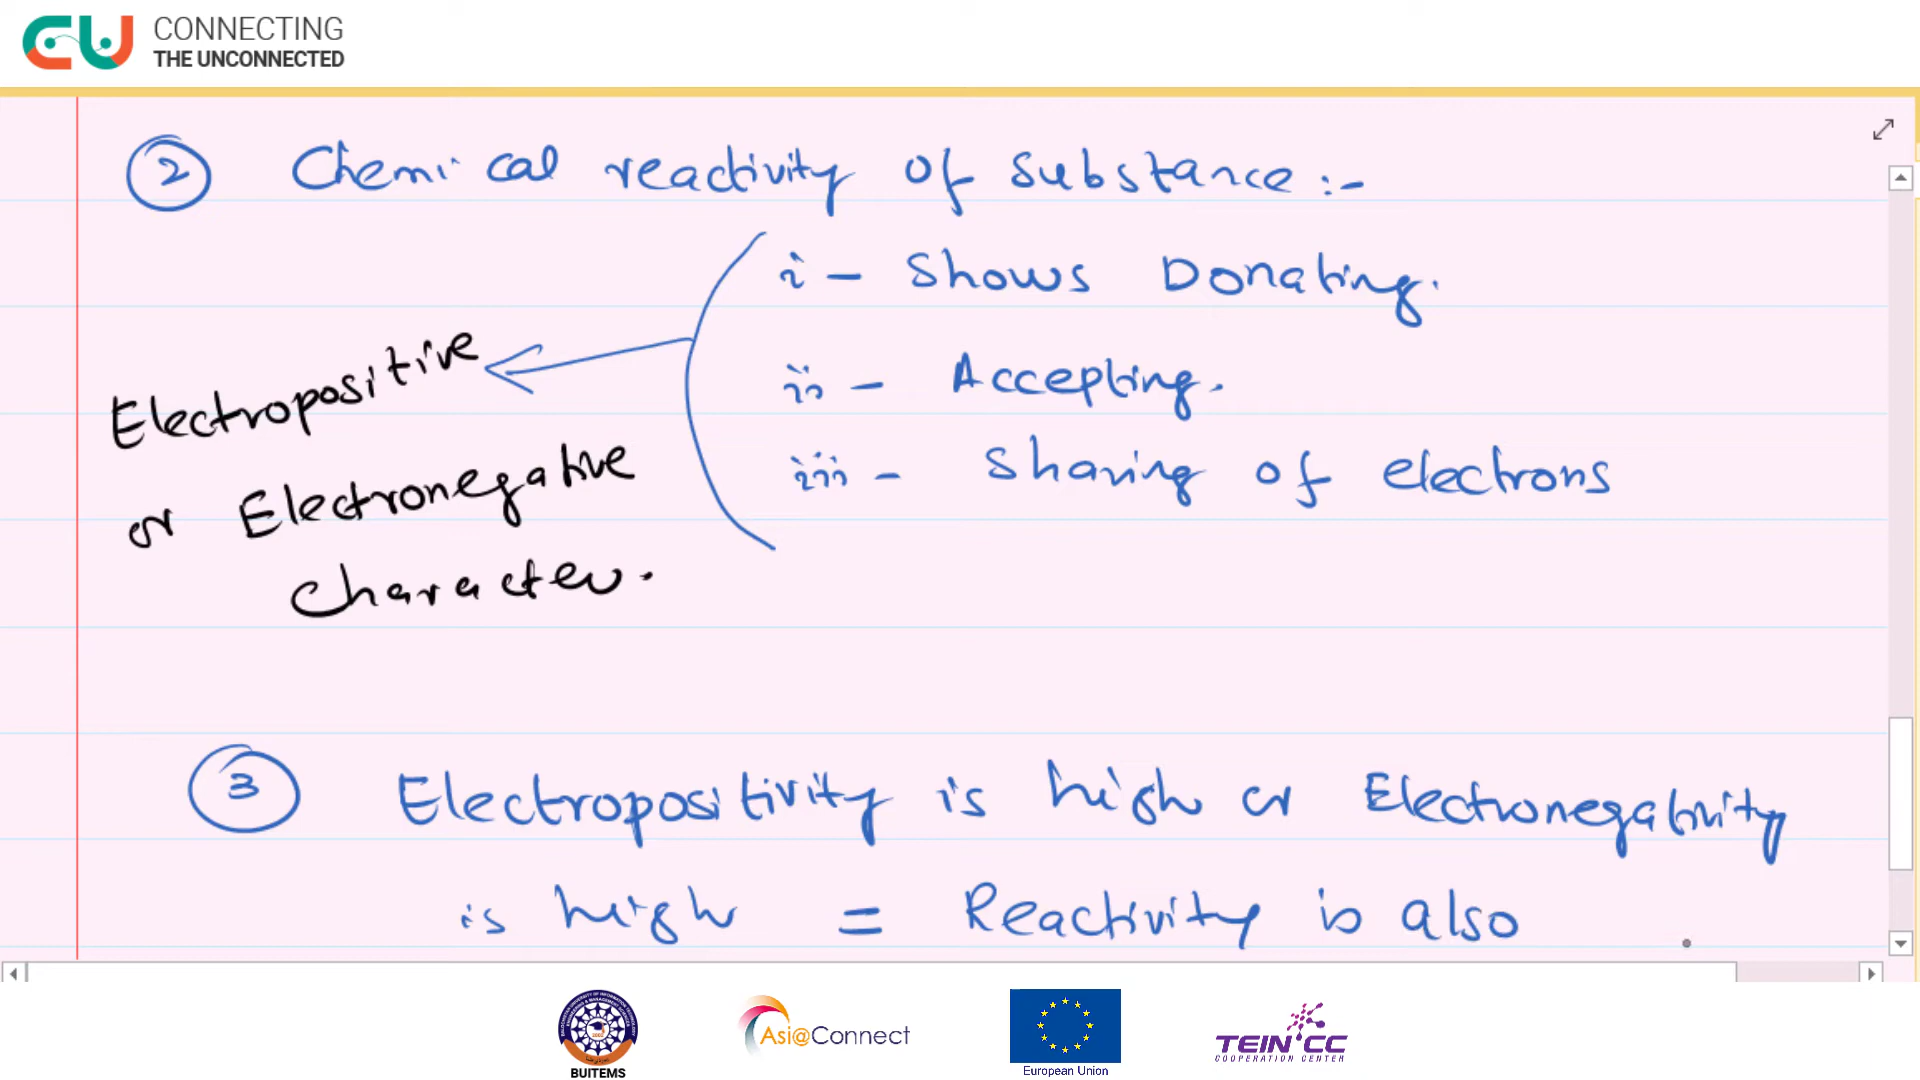 CONNECTING
THE UNCONNECTED
2 Chemical reactivity of substance :-
i - Shows Donating.
ii - Accepting.
iii - Sharing of electrons
Electropositive
or Electronegative
character.
3 Electropositivity is high or Electronegativity
is high = Reactivity is also
BUITEMS
Asi@Connect
European Union
TEIN*CC
COOPERATION CENTER